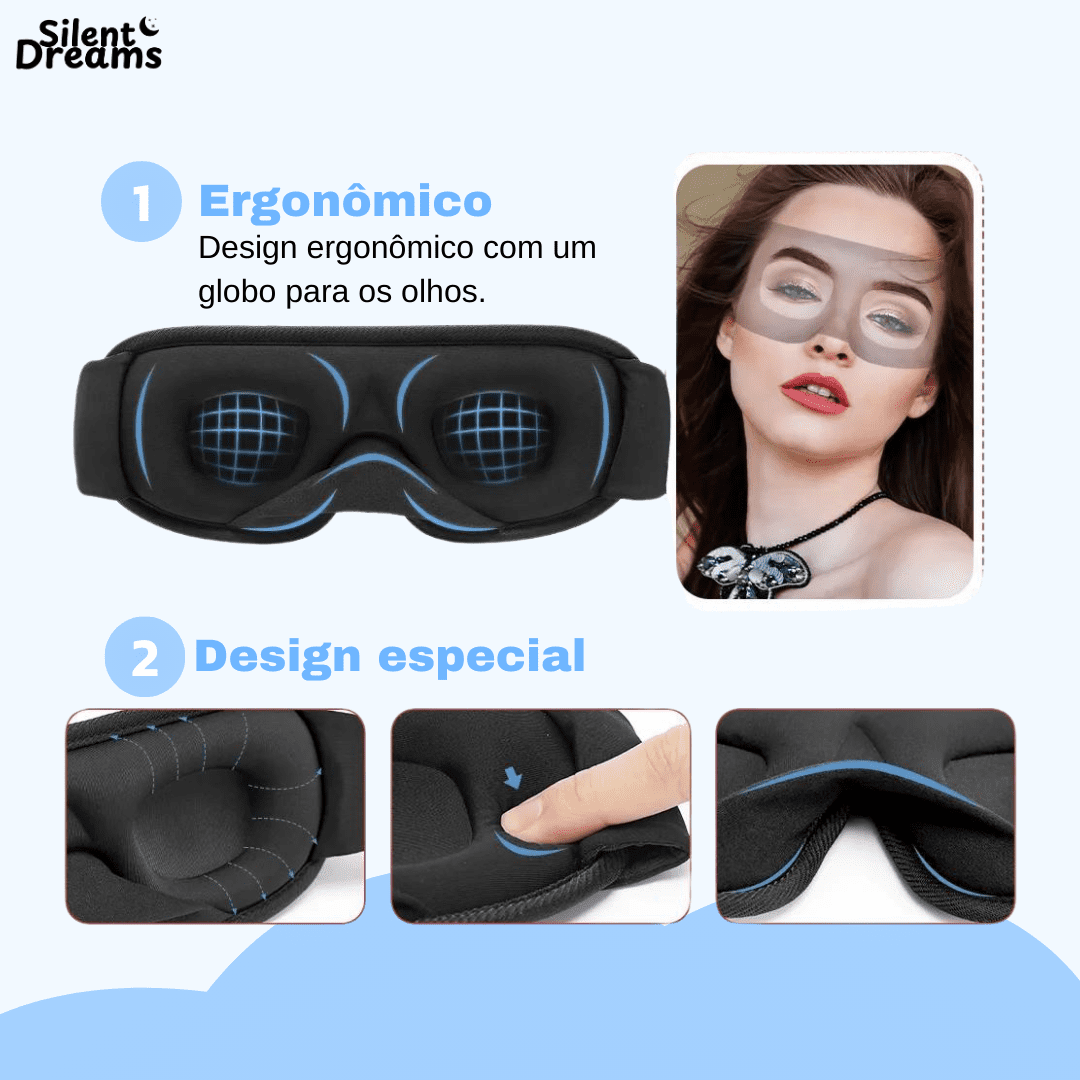 Silent
Dreams
1
Ergonômico
Design ergonômico com um
globo para os olhos.
2
Design especial